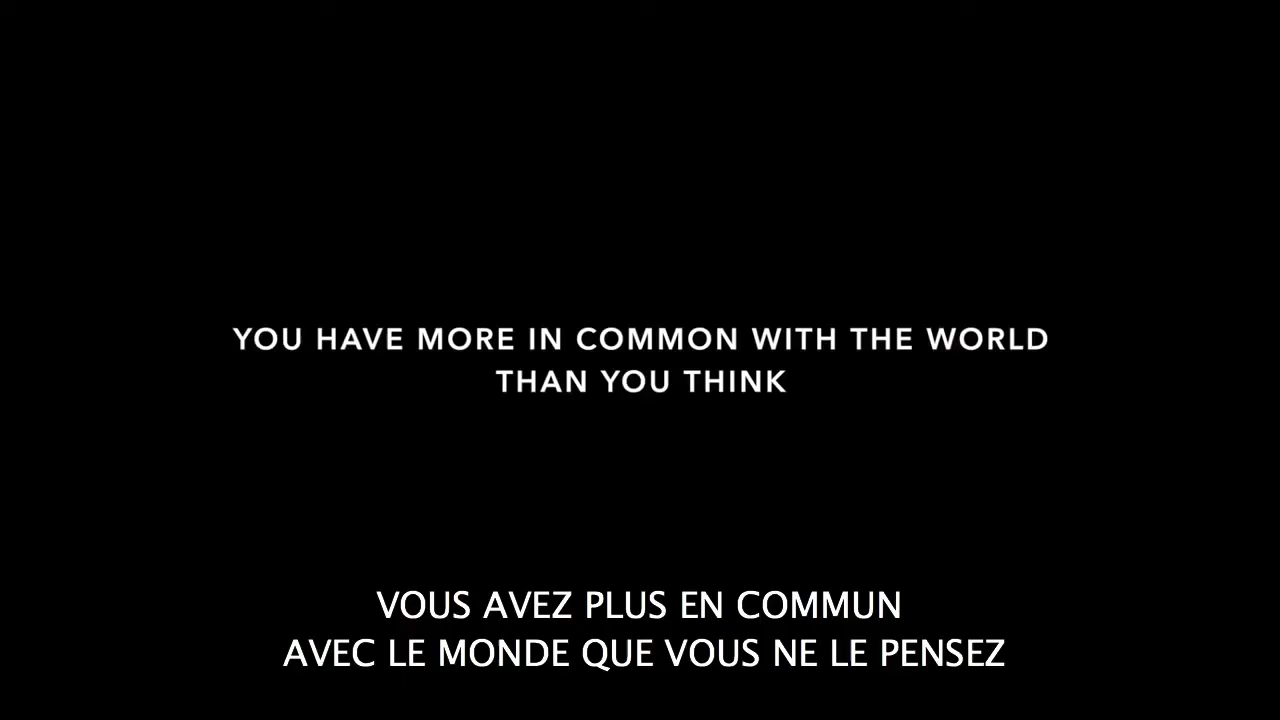 YOU HAVE MORE IN COMMON WITH THE WORLD
THAN YOU THINK
VOUS AVEZ PLUS EN COMMUN
AVEC LE MONDE QUE VOUS NE LE PENSEZ